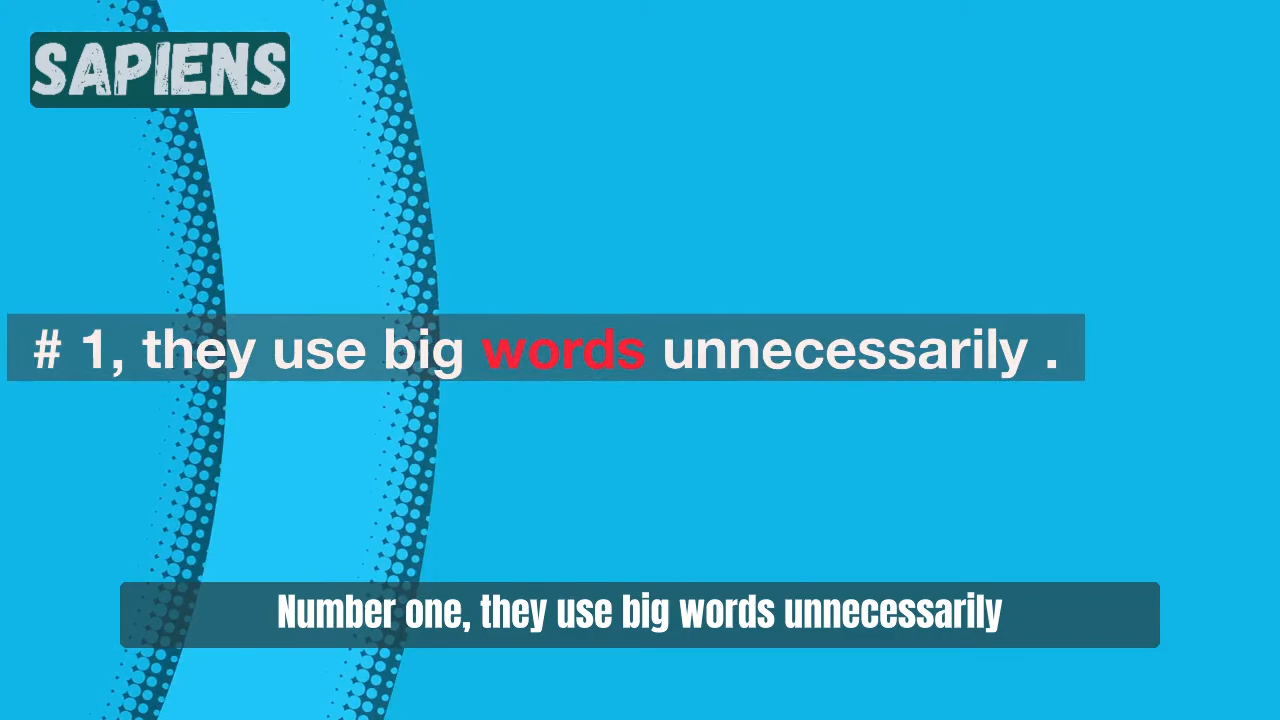 SAPIENS
# 1, they use big words unnecessarily .
Number one, they use big words unnecessarily